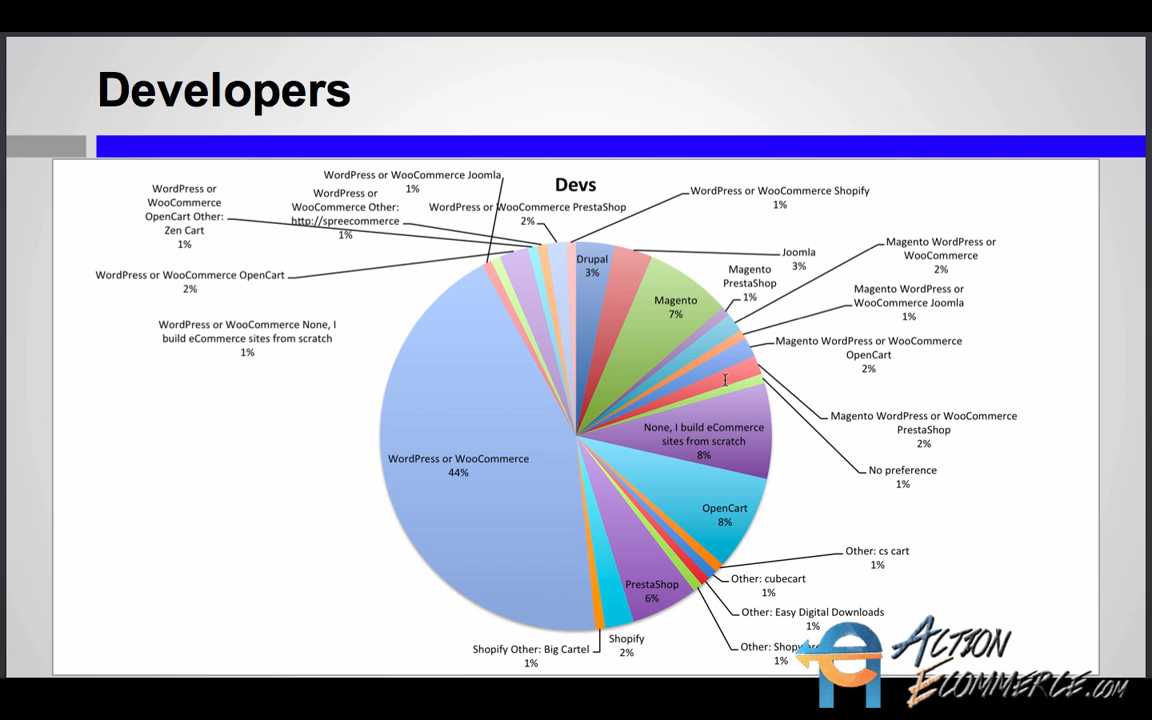 Developers
Devs
WordPress or WooCommerce Joomla
1%
WordPress or
WooCommerce
OpenCart Other:
Zen Cart
1%
WordPress or
WooCommerce Other:
http://spreecommerce
1%
WordPress or WooCommerce PrestaShop
2%
WordPress or WooCommerce Shopify
1%
Drupal
3%
Joomla
3%
Magento
7%
Magento
PrestaShop
1%
Magento WordPress or
WooCommerce
2%
Magento WordPress or
WooCommerce Joomla
1%
Magento WordPress or WooCommerce
OpenCart
2%
Magento WordPress or WooCommerce
PrestaShop
2%
No preference
1%
None, I build eCommerce
sites from scratch
8%
OpenCart
8%
Other: cs cart
1%
Other: cubecart
1%
Other: Easy Digital Downloads
1%
Other:
1%
PrestaShop
6%
Shopify
2%
Shopify Other: Big Cartel
1%
WordPress or WooCommerce
44%
WordPress or WooCommerce None, I
build eCommerce sites from scratch
1%
WordPress or WooCommerce OpenCart
2%
ACTION
ECOMMERCE.COM